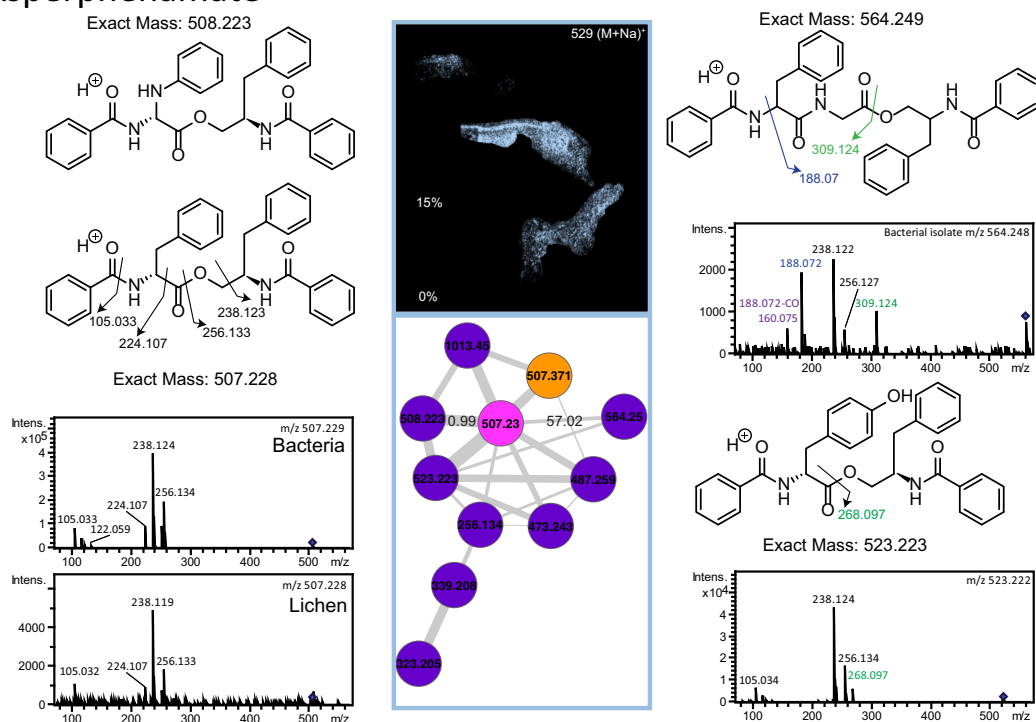 Exact Mass: 508.223
H⊕
O
HN
N
H
O
O
N
H
O
H⊕
O
N
H
O
O
N
H
O
105.033
224.107
256.133
238.123
Exact Mass: 507.228
Intens.
x10⁵
m/z 507.229
Bacteria
238.124
256.134
224.107
105.033
122.059
4
3
2
1
0
100
200
300
400
500
m/z
Intens.
m/z 507.228
Lichen
238.119
256.133
224.107
105.032
4000
2000
0
100
200
300
400
500
m/z
529 (M+Na)⁺
15%
0%
1013.45
507.371
508.223
0.99
507.23
57.02
564.25
523.223
487.259
256.134
473.243
339.208
323.205
Exact Mass: 564.249
H⊕
O
N
H
H
N
O
O
O
H
N
O
309.124
188.07
Intens.
Bacterial isolate m/z 564.248
238.122
188.072
256.127
309.124
188.072-CO
160.075
2000
1000
0
100
200
300
400
500
m/z
OH
H⊕
O
N
H
O
O
N
H
O
268.097
Exact Mass: 523.223
Intens.
x10⁴
m/z 523.222
238.124
256.134
268.097
105.034
4
3
2
1
0
100
200
300
400
500
m/z